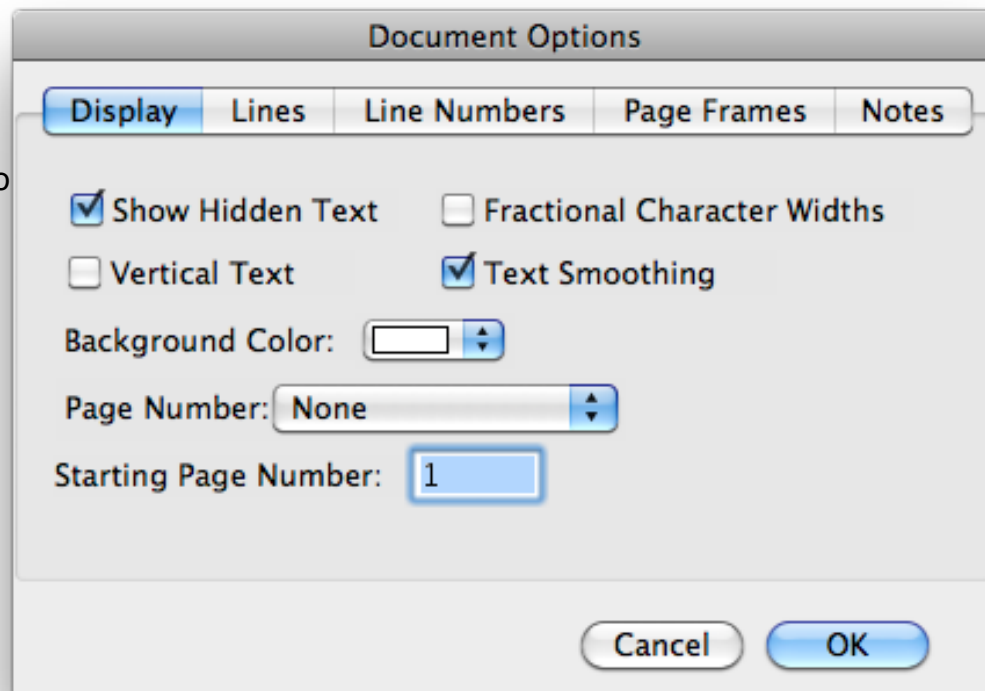 Document Options
Display Lines Line Numbers Page Frames Notes
Show Hidden Text Fractional Character Widths
Vertical Text Text Smoothing
Background Color:
Page Number: None
Starting Page Number: 1
Cancel OK